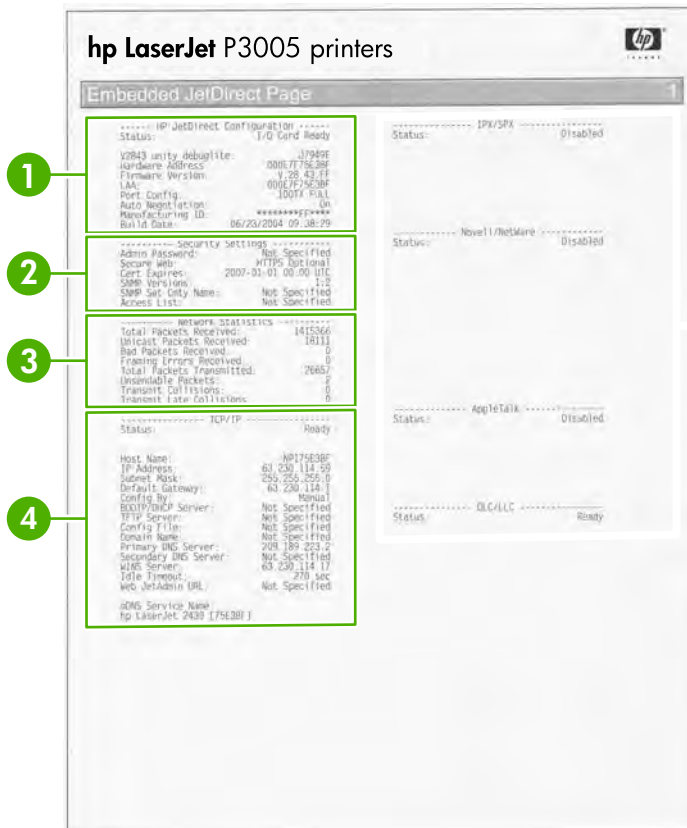 hp LaserJet P3005 printers
hp
Embedded JetDirect Page 1
1
------ HP JetDirect Configuration ------
Status: I/O Card Ready
V2843 unity debuglite: J7949E
Hardware Address 000E7F75E3BF
Firmware Version: V.28.43.FF
LAA: 000E7F75E3BF
Port Config: 100TX FULL
Auto Negotiation: On
Manufacturing ID: ********FF****
Build Date: 06/23/2004 09.38:29
2
---------- Security Settings -----------
Admin Password: Not Specified
Secure Web: HTTPS Optional
Cert Expires: 2007-01-01 00.00 UTC
SNMP Versions: 1;2
SNMP Set Cmty Name: Not Specified
Access List: Not Specified
3
---------- Network Statistics ----------
Total Packets Received: 1415366
Unicast Packets Received: 18111
Bad Packets Received: 0
Framing Errors Received: 0
Total Packets Transmitted: 26657
Unsendable Packets: 2
Transmit Collisions: 0
Transmit Late Collisions 0
4
---------------- TCP/IP ----------------
Status: Ready
Host Name: NPI75E3BF
IP Address: 63.230.114.59
Subnet Mask: 255.255.255.0
Default Gateway: 63.230.114.1
Config By: Manual
BOOTP/DHCP Server: Not Specified
TFTP Server: Not Specified
Config File: Not Specified
Domain Name: Not Specified
Primary DNS Server: 209.189.223.2
Secondary DNS Server: Not Specified
WINS Server: 63.230.114.17
Idle Timeout: 270 sec
Web JetAdmin URL: Not Specified
mDNS Service Name
hp LaserJet 2430 [75E3BF]
---------------- IPX/SPX ---------------
Status: Disabled
------------- Novell/NetWare -----------
Status: Disabled
--------------- AppleTalk --------------
Status: Disabled
---------------- DLC/LLC ---------------
Status Ready